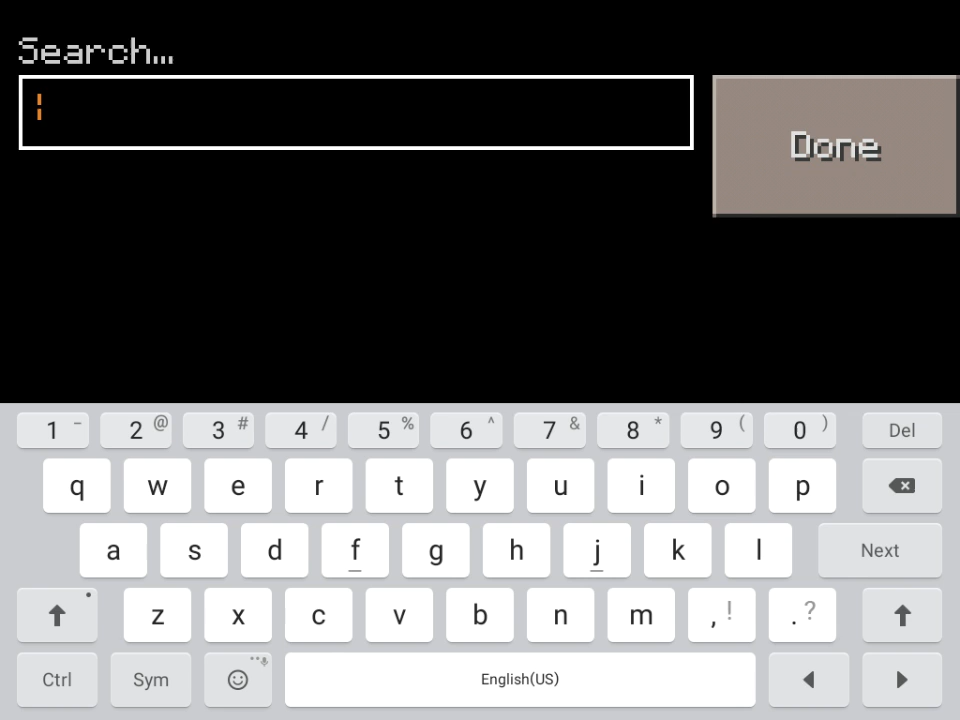 Search...
Done
1 - 2 @ 3 # 4 / 5 % 6 ^ 7 & 8 * 9 ( 0 ) Del
q w e r t y u i o p
a s d f g h j k l Next
z x c v b n m , ! . ?
Ctrl Sym English(US)